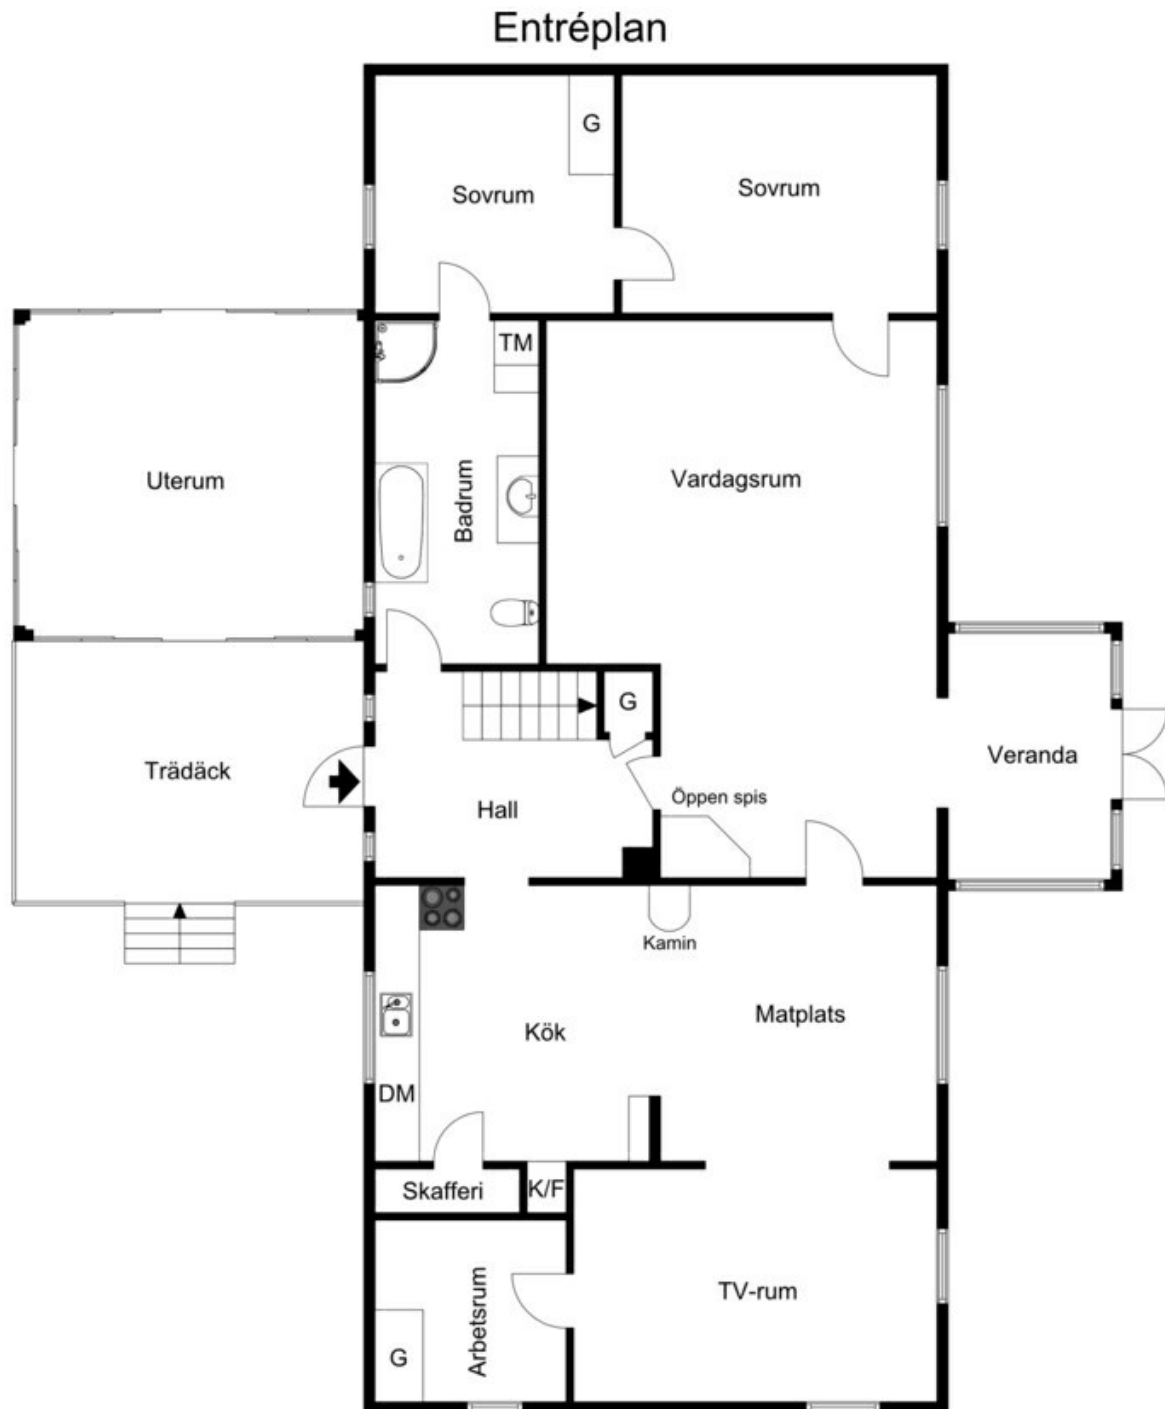 Entréplan
G
Sovrum
Sovrum
TM
Uterum
Badrum
Vardagsrum
G
Trädäck
Hall
Öppen spis
Veranda
Kamin
Kök
Matplats
DM
Skafferi
K/F
Arbetsrum
TV-rum
G